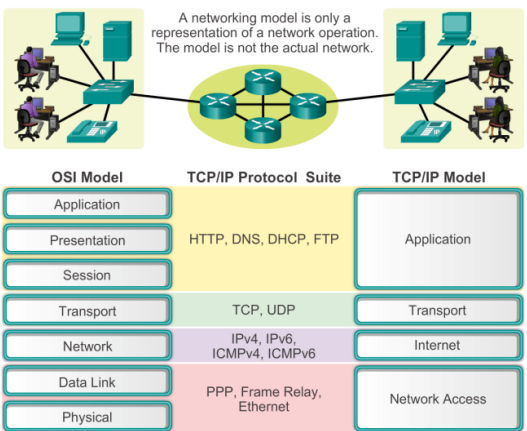 A networking model is only a
representation of a network operation.
The model is not the actual network.
OSI Model
TCP/IP Protocol Suite
TCP/IP Model
Application
Presentation
Session
HTTP, DNS, DHCP, FTP
Application
Transport
TCP, UDP
Transport
Network
IPv4, IPv6,
ICMPv4, ICMPv6
Internet
Data Link
Physical
PPP, Frame Relay,
Ethernet
Network Access